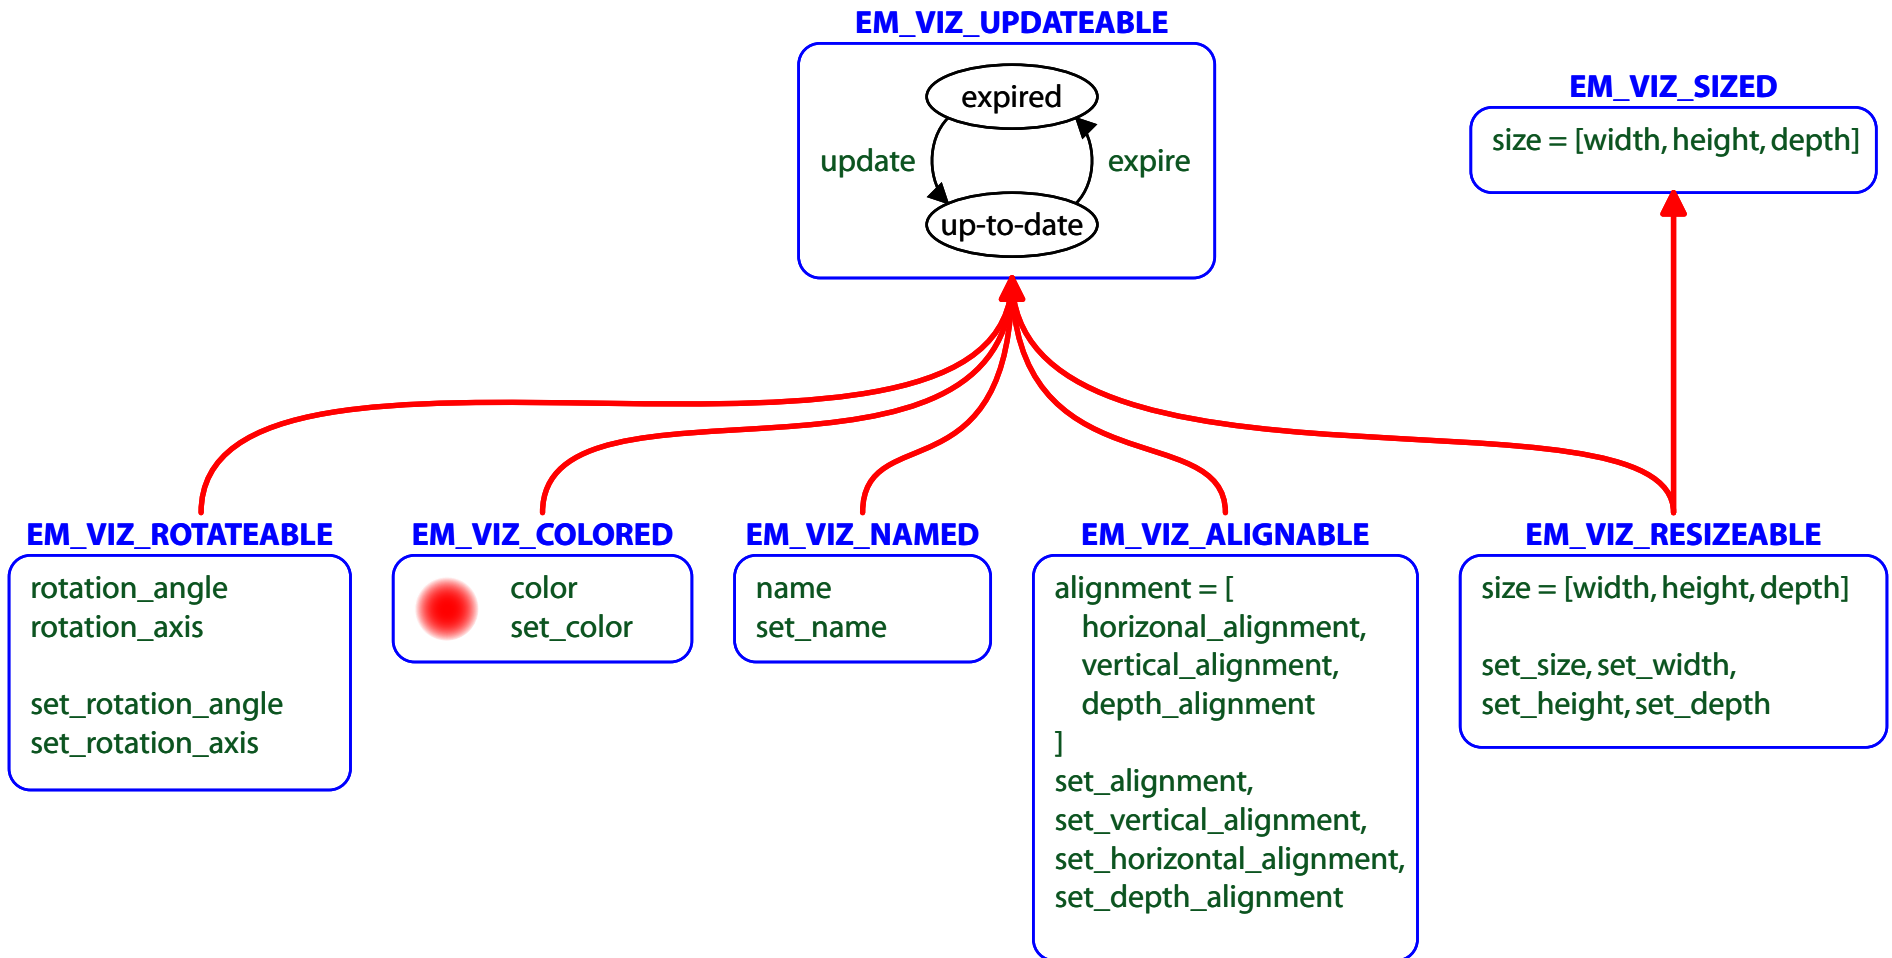 EM_VIZ_UPDATEABLE
expired
update
expire
up-to-date
EM_VIZ_SIZED
size = [width, height, depth]
EM_VIZ_ROTATEABLE
rotation_angle
rotation_axis
set_rotation_angle
set_rotation_axis
EM_VIZ_COLORED
color
set_color
EM_VIZ_NAMED
name
set_name
EM_VIZ_ALIGNABLE
alignment = [
horizonal_alignment,
vertical_alignment,
depth_alignment
]
set_alignment,
set_vertical_alignment,
set_horizontal_alignment,
set_depth_alignment
EM_VIZ_RESIZEABLE
size = [width, height, depth]
set_size, set_width,
set_height, set_depth